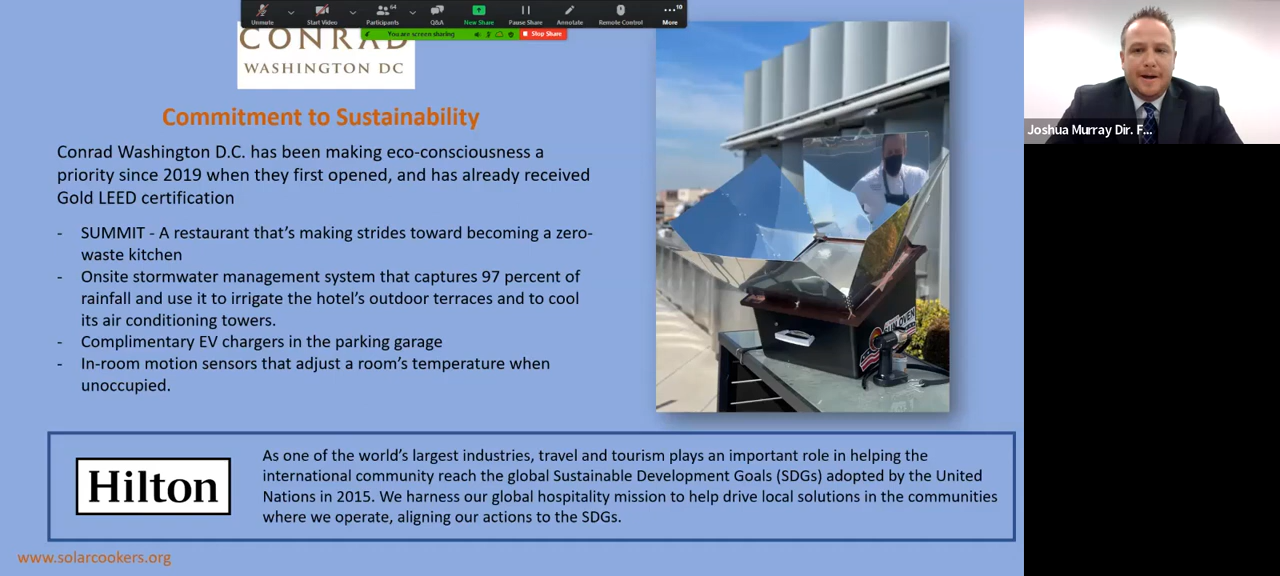 Unmute
Start Video
64
Participants
Q&A
New Share
Pause Share
Annotate
Remote Control
10
More
You are screen sharing
Stop Share
CONRAD
WASHINGTON DC
Commitment to Sustainability
Conrad Washington D.C. has been making eco-consciousness a
priority since 2019 when they first opened, and has already received
Gold LEED certification
- SUMMIT - A restaurant that's making strides toward becoming a zero-
waste kitchen
- Onsite stormwater management system that captures 97 percent of
rainfall and use it to irrigate the hotel's outdoor terraces and to cool
its air conditioning towers.
- Complimentary EV chargers in the parking garage
- In-room motion sensors that adjust a room's temperature when
unoccupied.
SUN OVEN
Hilton
As one of the world's largest industries, travel and tourism plays an important role in helping the
international community reach the global Sustainable Development Goals (SDGs) adopted by the United
Nations in 2015. We harness our global hospitality mission to help drive local solutions in the communities
where we operate, aligning our actions to the SDGs.
www.solarcookers.org
Joshua Murray Dir. F...